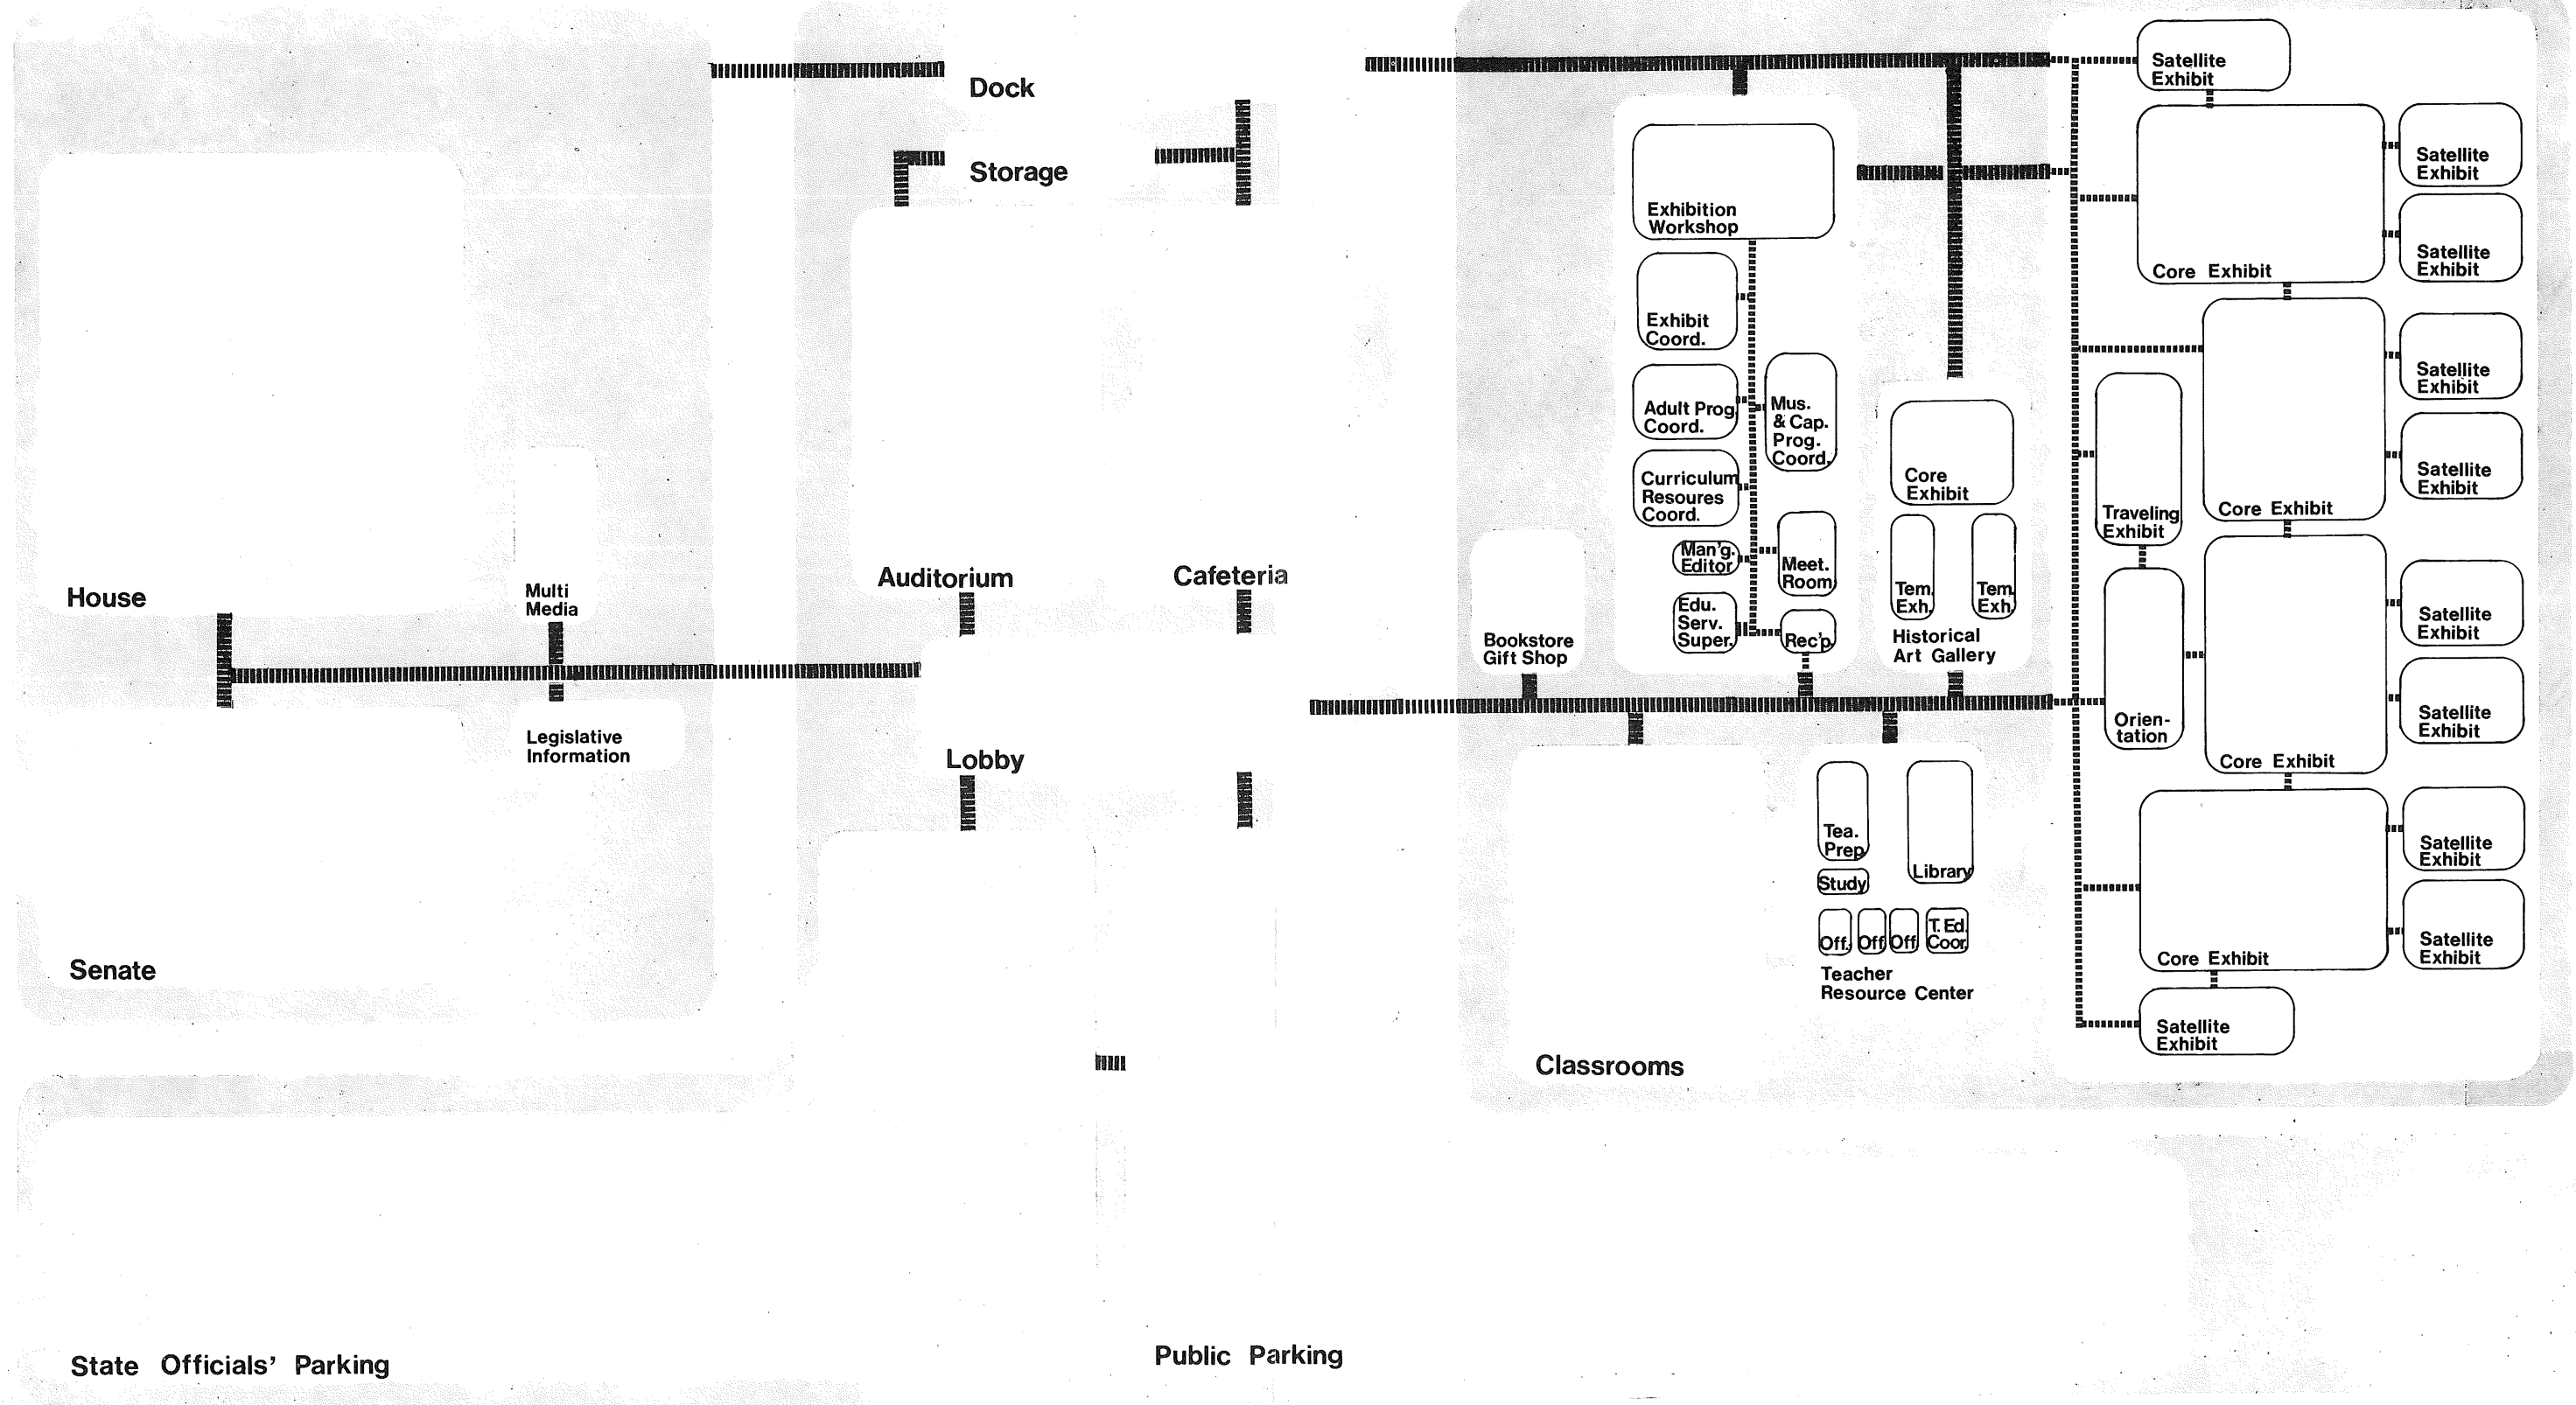 Dock
Storage
House
Multi
Media
Legislative
Information
Senate
Auditorium
Cafeteria
Lobby
State Officials' Parking
Public Parking
Bookstore
Gift Shop
Exhibition
Workshop
Exhibit
Coord.
Adult Prog.
Coord.
Curriculum
Resoures
Coord.
Man'g.
Editor
Edu.
Serv.
Super.
Mus.
& Cap.
Prog.
Coord.
Meet.
Room
Rec'p.
Core
Exhibit
Tem.
Exh.
Tem.
Exh.
Historical
Art Gallery
Classrooms
Tea.
Prep.
Study
Library
Off.
Off.
Off.
T. Ed.
Coor.
Teacher
Resource Center
Satellite
Exhibit
Core Exhibit
Satellite
Exhibit
Satellite
Exhibit
Core Exhibit
Satellite
Exhibit
Satellite
Exhibit
Traveling
Exhibit
Orien-
tation
Core Exhibit
Satellite
Exhibit
Satellite
Exhibit
Core Exhibit
Satellite
Exhibit
Satellite
Exhibit
Satellite
Exhibit